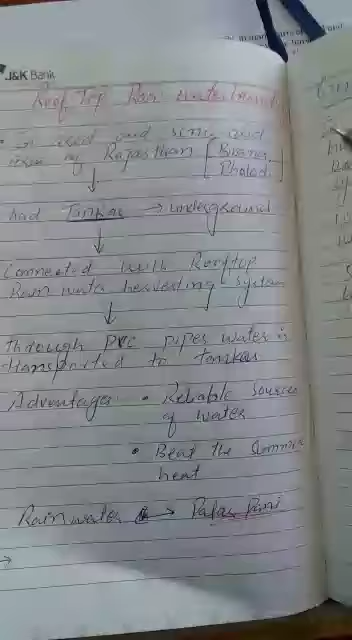 J&K Bank
Roof Top Rain water
• In arid and semi arid
area of Rajasthan [Bikaner
Phalodi]
↓
had Tankas → underground
↓
Connected with Rooftop
Rain water harvesting System
↓
Through PVC pipes water is
transported to tankas
Advantages • Reliable Sources
of water
• Beat the Summer
heat
Rainwater → Palar Pani
→